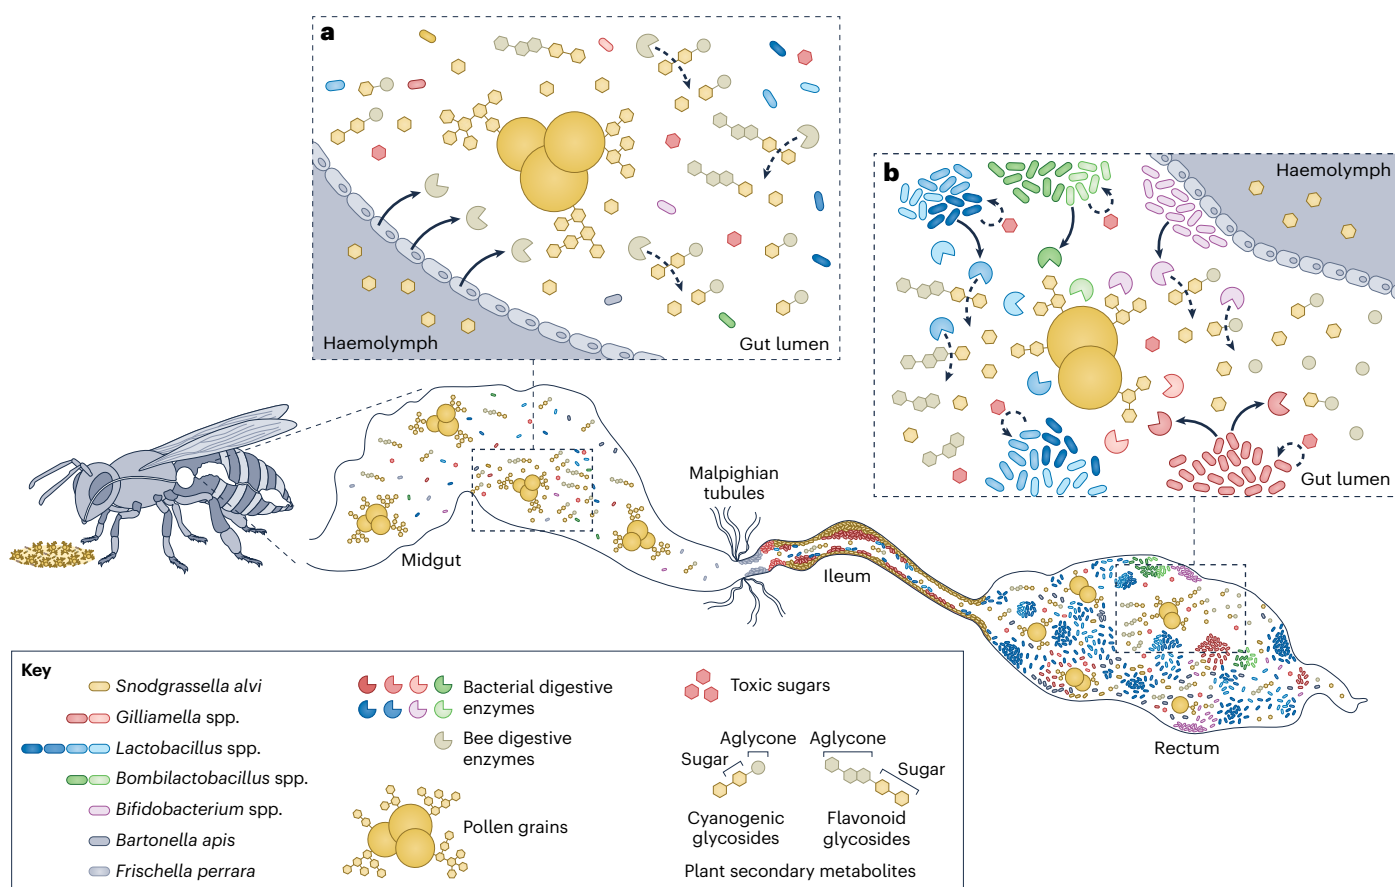 a
Haemolymph
Gut lumen
b
Haemolymph
Gut lumen
Midgut
Malpighian
tubules
Ileum
Rectum
Key
Snodgrassella alvi
Gilliamella spp.
Lactobacillus spp.
Bombilactobacillus spp.
Bifidobacterium spp.
Bartonella apis
Frischella perrara
Bacterial digestive
enzymes
Bee digestive
enzymes
Pollen grains
Toxic sugars
Aglycone
Sugar
Cyanogenic
glycosides
Aglycone
Sugar
Flavonoid
glycosides
Plant secondary metabolites